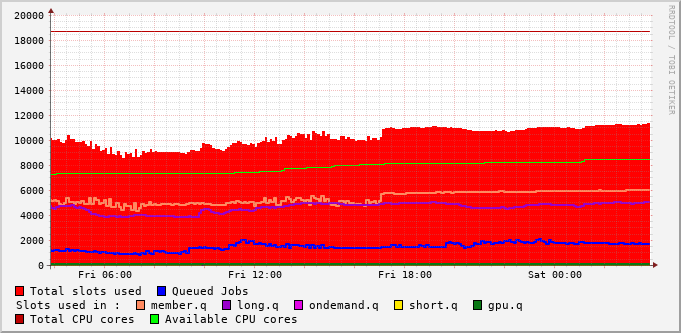 RRDTOOL / TOBI OETIKER
20000
18000
16000
14000
12000
10000
8000
6000
4000
2000
0
Fri 06:00 Fri 12:00 Fri 18:00 Sat 00:00
Total slots used Queued Jobs
Slots used in : member.q long.q ondemand.q short.q gpu.q
Total CPU cores Available CPU cores